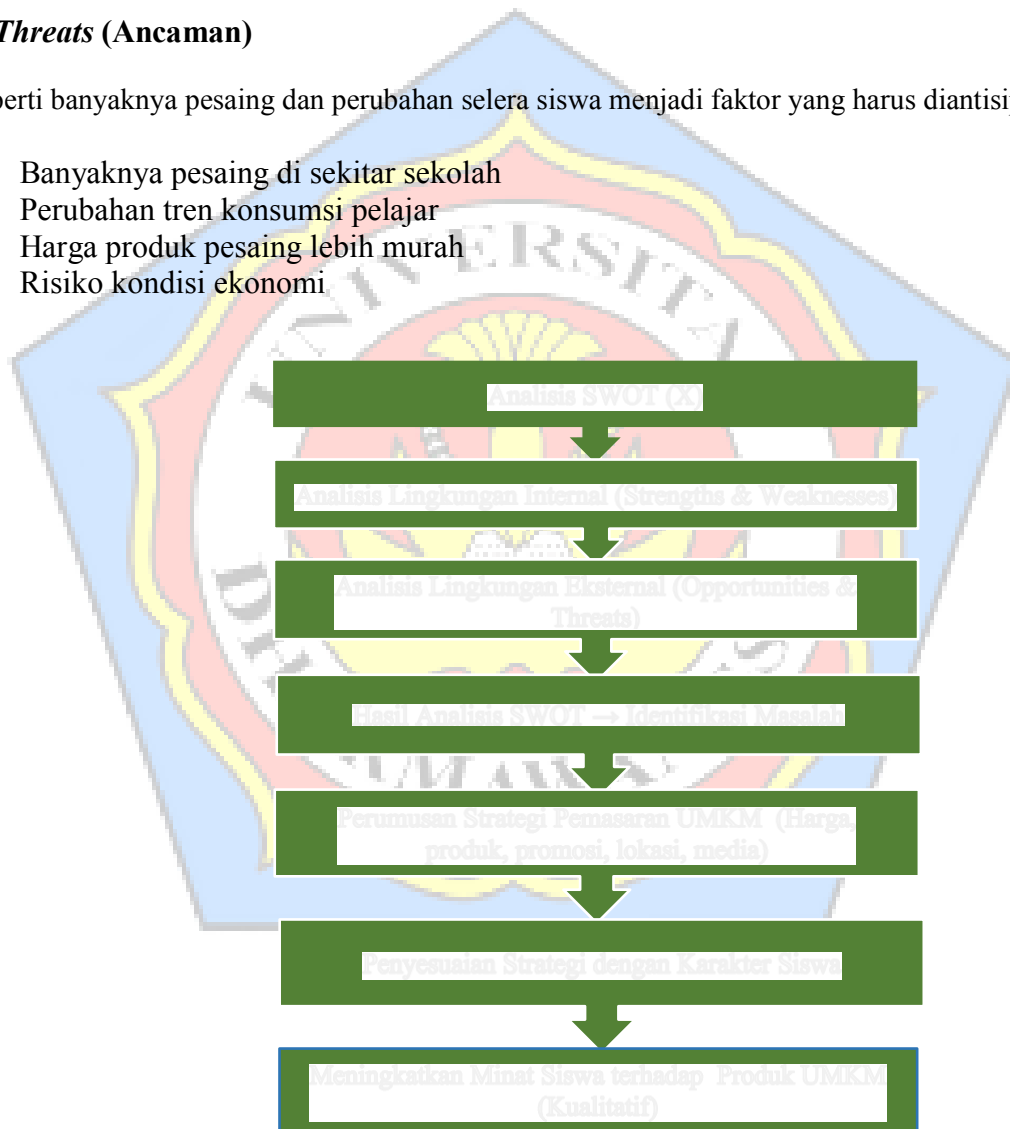 Threats (Ancaman)
perti banyaknya pesaing dan perubahan selera siswa menjadi faktor yang harus
Banyaknya pesaing di sekitar sekolah
Perubahan tren konsumsi pelajar
Harga produk pesaing lebih murah
Risiko kondisi ekonomi
Analisis SWOT (X)
Analisis Lingkungan Internal (Strengths & Weaknesses)
Analisis Lingkungan Eksternal (Opportunities &
Threats)
Hasil Analisis SWOT → Identifikasi Masalah
Perumusan Strategi Pemasaran UMKM (Harga,
produk, promosi, lokasi, media)
Penyesuaian Strategi dengan Karakter Siswa
Meningkatkan Minat Siswa terhadap Produk UMKM
(Kualitatif)